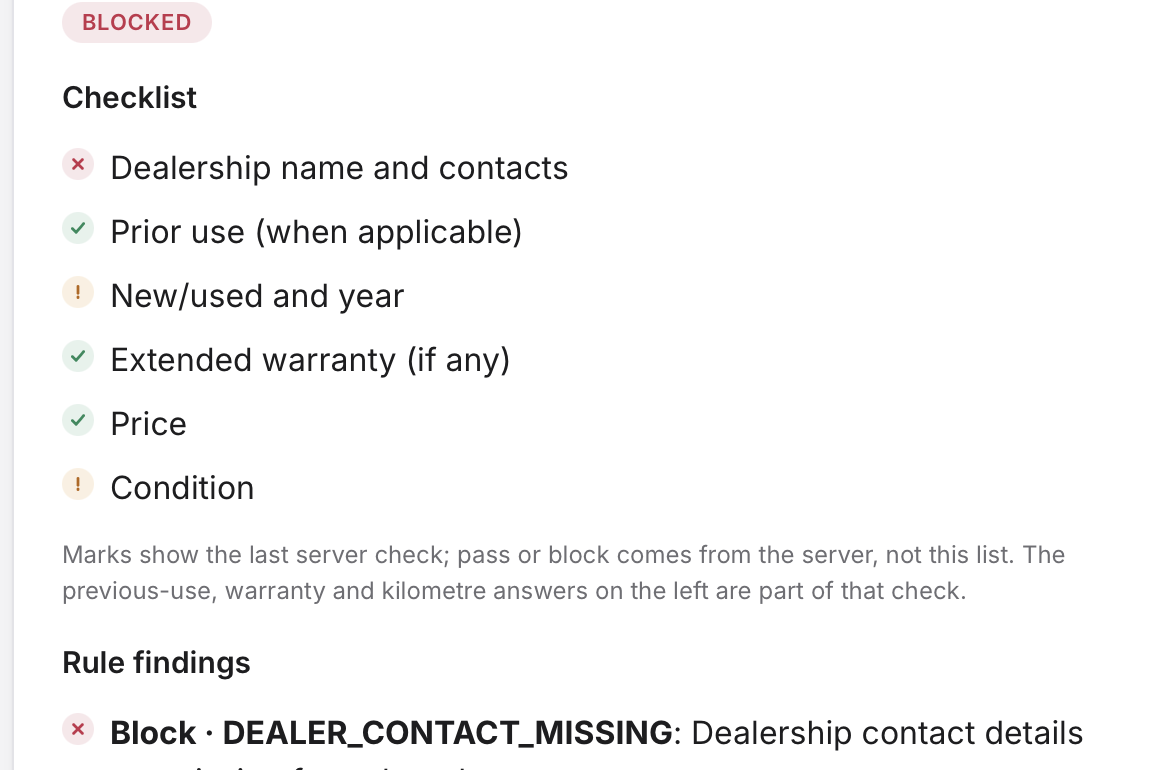 BLOCKED
Checklist
Dealership name and contacts
Prior use (when applicable)
New/used and year
Extended warranty (if any)
Price
Condition
Marks show the last server check; pass or block comes from the server, not this list. The
previous-use, warranty and kilometre answers on the left are part of that check.
Rule findings
Block · DEALER_CONTACT_MISSING: Dealership contact details